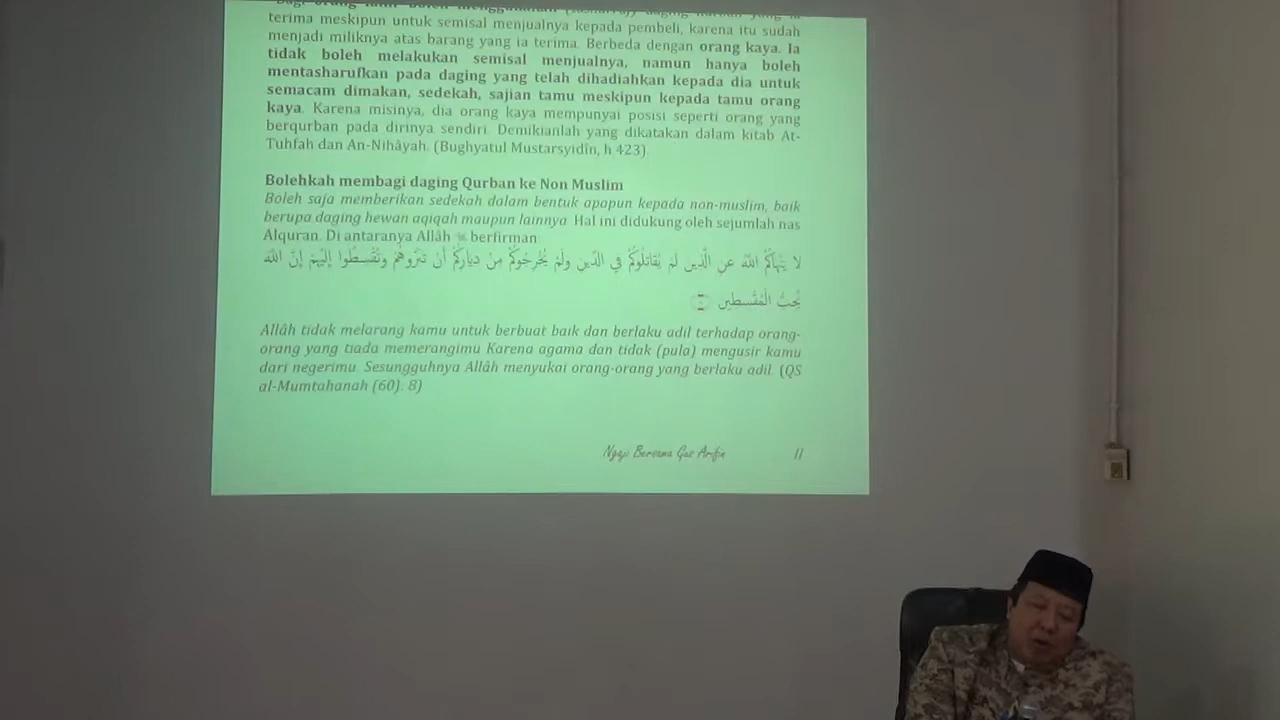 terima meskipun untuk semisal menjualnya kepada pembeli, karena itu sudah
menjadi miliknya atas barang yang ia terima. Berbeda dengan orang kaya. Ia
tidak boleh melakukan semisal menjualnya, namun hanya boleh
mentasharufkan pada daging yang telah dihadiahkan kepada dia untuk
semacam dimakan, sedekah, sajian tamu meskipun kepada tamu orang
kaya. Karena misinya, dia orang kaya mempunyai posisi seperti orang yang
berqurban pada dirinya sendiri. Demikianlah yang dikatakan dalam kitab At-
Tuhfah dan An-Nihâyah. (Bughyatul Mustarsyidîn, h 423).
Bolehkah membagi daging Qurban ke Non Muslim
Boleh saja memberikan sedekah dalam bentuk apapun kepada non-muslim, baik
berupa daging hewan aqiqah maupun lainnya. Hal ini didukung oleh sejumlah nas
Alquran. Di antaranya Allâh berfirman
لا يَنْهَاكُمُ اللَّهُ عَنِ الَّذِينَ لَمْ يُقَاتِلُوكُمْ فِي الدِّينِ وَلَمْ يُخْرِجُوكُمْ مِنْ دِيَارِكُمْ أَنْ تَبَرُّوهُمْ وَتُقْسِطُوا إِلَيْهِمْ إِنَّ اللَّهَ
يُحِبُّ الْمُقْسِطِينَ
Allâh tidak melarang kamu untuk berbuat baik dan berlaku adil terhadap orang-
orang yang tiada memerangimu Karena agama dan tidak (pula) mengusir kamu
dari negerimu. Sesungguhnya Allâh menyukai orang-orang yang berlaku adil. (QS
al-Mumtahanah (60). 8)
Ngaji Bersama Gus Arifin 11